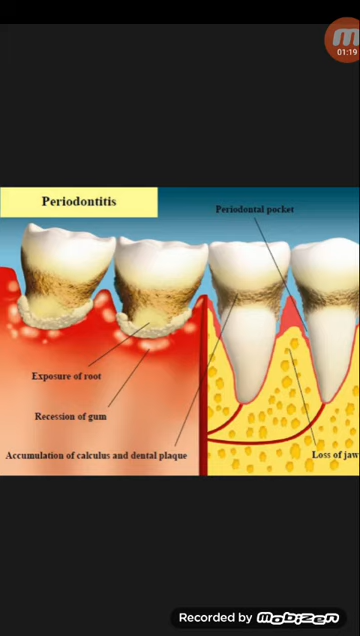 01:19
Periodontitis
Periodontal pocket
Exposure of root
Recession of gum
Accumulation of calculus and dental plaque
Loss of jaw
Recorded by Mobizen